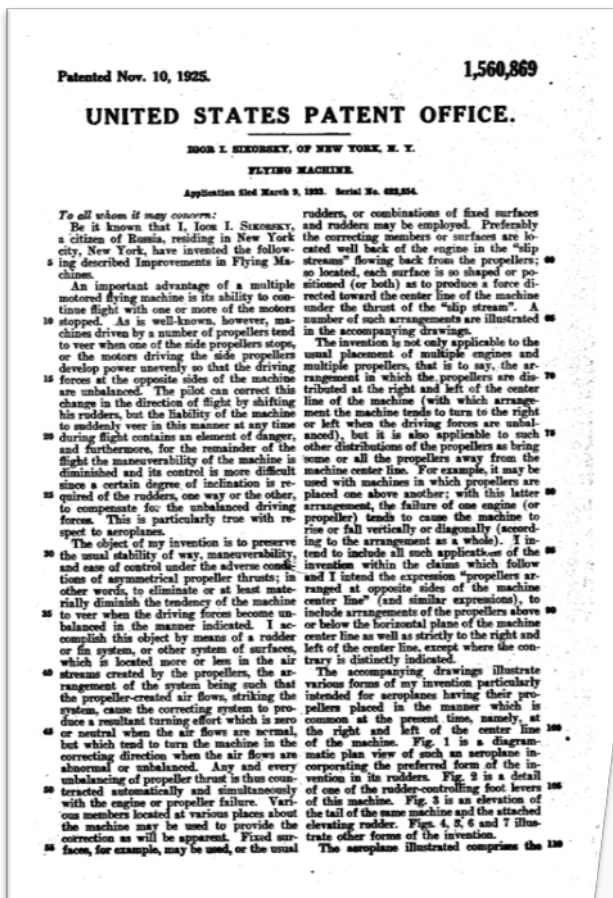 Patented Nov. 10, 1925.
1,560,869
UNITED STATES PATENT OFFICE.
IGOR I. SIKORSKY, OF NEW YORK, N. Y.
FLYING MACHINE.
Application filed March 9, 1923. Serial No. 623,854.
To all whom it may concern:
Be it known that I, IGOR I. SIKORSKY,
a citizen of Russia, residing in New York
city, New York, have invented the follow-
5 ing described Improvements in Flying Ma-
chines.
An important advantage of a multiple
motored flying machine is its ability to con-
tinue flight with one or more of the motors
10 stopped. As is well-known, however, ma-
chines driven by a number of propellers tend
to veer when one of the side propellers stops,
or the motors driving the side propellers
develop power unevenly so that the driving
15 forces at the opposite sides of the machine
are unbalanced. The pilot can correct this
change in the direction of flight by shifting
his rudders, but the liability of the machine
to suddenly veer in this manner at any time
20 during flight contains an element of danger,
and furthermore, for the remainder of the
flight the maneuverability of the machine is
diminished and its control is more difficult
since a certain degree of inclination is re-
25 quired of the rudders, one way or the other,
to compensate for the unbalanced driving
forces. This is particularly true with re-
spect to aeroplanes.
The object of my invention is to preserve
30 the usual stability of way, maneuverability,
and ease of control under the adverse condi-
tions of asymmetrical propeller thrusts; in
other words, to eliminate or at least mate-
rially diminish the tendency of the machine
35 to veer when the driving forces become un-
balanced in the manner indicated. I ac-
complish this object by means of a rudder
or fin system, or other system of surfaces,
which is located more or less in the air
40 streams created by the propellers, the ar-
rangement of the system being such that
the propeller-created air flows, striking the
system, cause the correcting system to pro-
duce a resultant turning effort which is zero
45 or neutral when the air flows are normal,
but which tend to turn the machine in the
correcting direction when the air flows are
abnormal or unbalanced. Any and every
unbalancing of propeller thrust is thus coun-
50 teracted automatically and simultaneously
with the engine or propeller failure. Vari-
ous members located at various places about
the machine may be used to provide the
correction as will be apparent. Fixed sur-
55 faces, for example, may be used, or the usual
rudders, or combinations of fixed surfaces
and rudders may be employed. Preferably
the correcting members or surfaces are lo-
cated well back of the engine in the "slip
streams" flowing back from the propellers; 60
so located, each surface is so shaped or po-
sitioned (or both) as to produce a force di-
rected toward the center line of the machine
under the thrust of the "slip stream". A
number of such arrangements are illustrated 65
in the accompanying drawings.
The invention is not only applicable to the
usual placement of multiple engines and
multiple propellers, that is to say, the ar-
rangement in which the propellers are dis- 70
tributed at the right and left of the center
line of the machine (with which arrange-
ment the machine tends to turn to the right
or left when the driving forces are unbal-
anced), but it is also applicable to such 75
other distributions of the propellers as bring
some or all the propellers away from the
machine center line. For example, it may be
used with machines in which propellers are
placed one above another; with this latter 80
arrangement, the failure of one engine (or
propeller) tends to cause the machine to
rise or fall vertically or diagonally (accord-
ing to the arrangement as a whole). I in-
tend to include all such applications of the 85
invention within the claims which follow
and I intend the expression "propellers ar-
ranged at opposite sides of the machine
center line" (and similar expressions), to
include arrangements of the propellers above 90
or below the horizontal plane of the machine
center line as well as strictly to the right and
left of the center line, except where the con-
trary is distinctly indicated.
The accompanying drawings illustrate
various forms of my invention particularly
intended for aeroplanes having their pro-
pellers placed in the manner which is
common at the present time, namely, at
the right and left of the center line 100
of the machine. Fig. 1 is a diagram-
matic plan view of such an aeroplane in-
corporating the preferred form of the in-
vention in its rudders. Fig. 2 is a detail
of one of the rudder-controlling foot levers 105
of this machine. Fig. 3 is an elevation of
the tail of the same machine and the attached
elevating rudder. Figs. 4, 5, 6 and 7 illus-
trate other forms of the invention.
The aeroplane illustrated comprises the 110